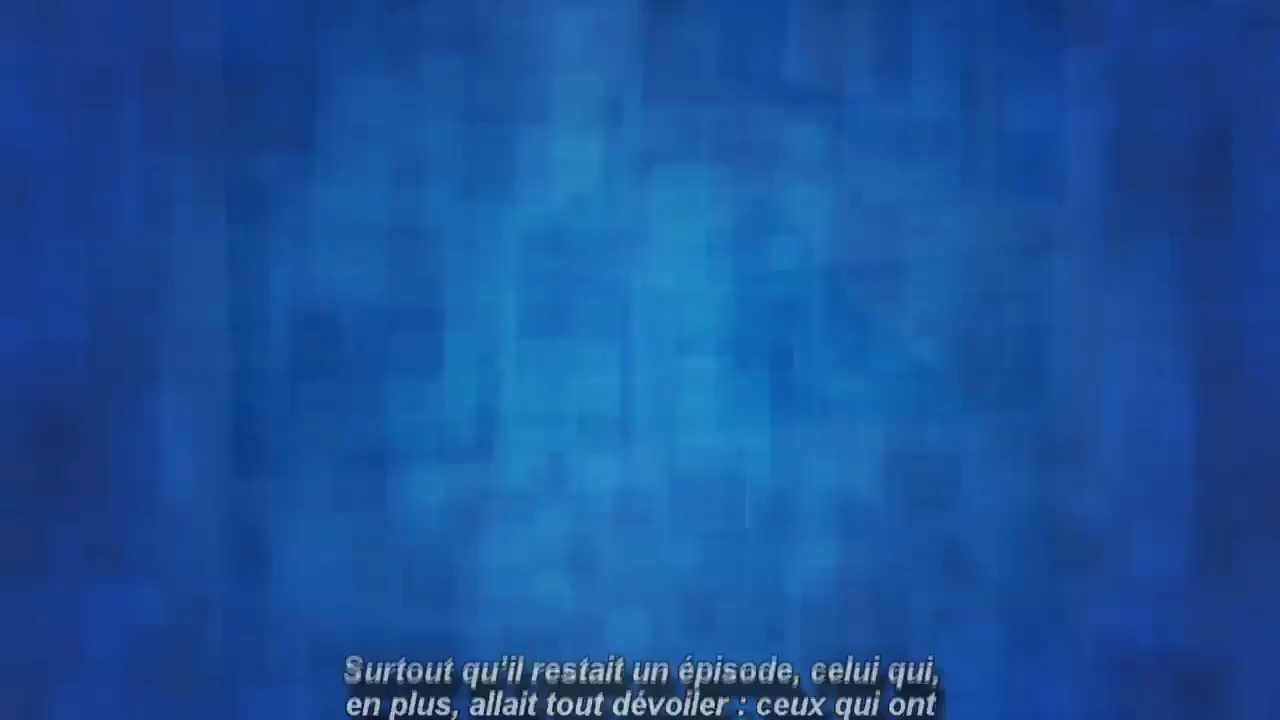 Surtout qu'il restait un épisode, celui qui,
en plus, allait tout dévoiler : ceux qui ont